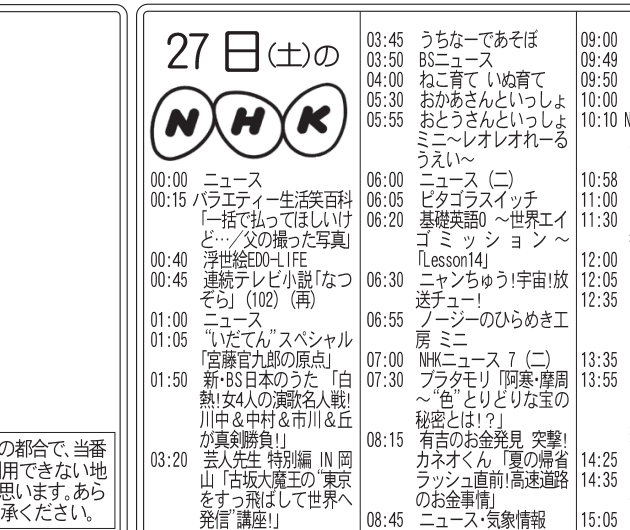 27日(土)の
NHK
00:00 ニュース
00:15 バラエティー生活笑百科
「一括で払ってほしいけ
ど…／父の撮った写真」
00:40 浮世絵EDO-LIFE
00:45 連続テレビ小説「なつ
ぞら」(102)(再)
01:00 ニュース
01:05 “いだてん”スペシャル
「宮藤官九郎の原点」
01:50 新・BS日本のうた 「白
熱!女4人の演歌名人戦!
川中＆中村＆市川＆丘
が真剣勝負!」
03:20 芸人先生 特別編 IN 岡
山 「古坂大魔王の“東京
をすっ飛ばして世界へ
発信”講座!」
03:45 うちなーであそぼ
03:50 BSニュース
04:00 ねこ育て いぬ育て
05:30 おかあさんといっしょ
05:55 おとうさんといっしょ
ミニ～レオレオれーる
うえい～
06:00 ニュース (二)
06:05 ピタゴラスイッチ
06:20 基礎英語0 ～世界エイ
ゴミッション～
「Lesson14」
06:30 ニャンちゅう!宇宙!放
送チュー!
06:55 ノージーのひらめき工
房 ミニ
07:00 NHKニュース 7 (二)
07:30 ブラタモリ 「阿寒・摩周
～“色”とりどりな宝の
秘密とは!?」
08:15 有吉のお金発見 突撃!
カネオくん 「夏の帰省
ラッシュ直前!高速道路
のお金事情」
08:45 ニュース・気象情報
09:00
09:49
09:50
10:00
10:10 N
10:58
11:00
11:30
12:00
12:05
12:35
13:35
13:55
14:25
14:35
15:05
の都合で、当番
用できない地
思います。あら
承ください。